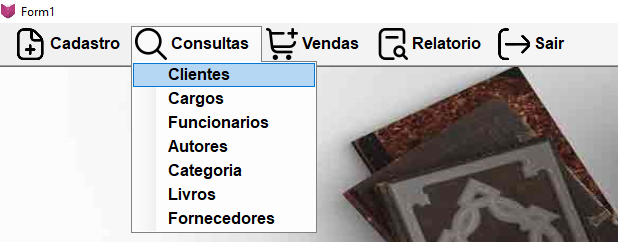 Form1
Cadastro Consultas Vendas Relatorio Sair
Clientes
Cargos
Funcionarios
Autores
Categoria
Livros
Fornecedores